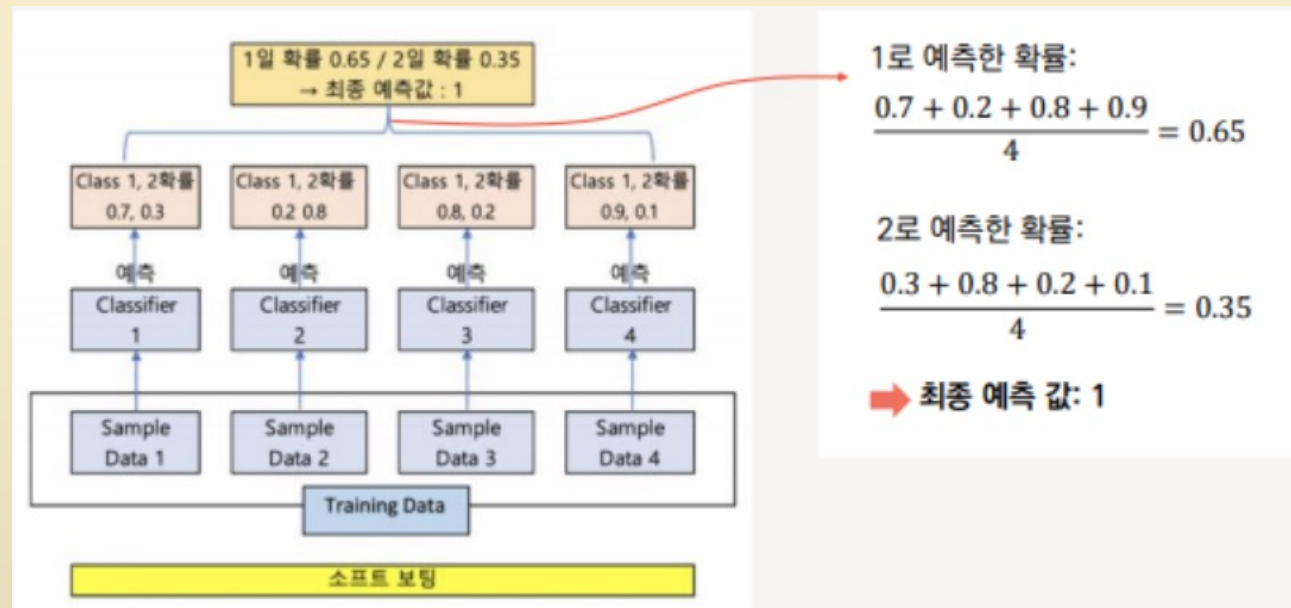 1일 확률 0.65 / 2일 확률 0.35
→ 최종 예측값 : 1
Class 1, 2확률
0.7, 0.3
Class 1, 2확률
0.2 0.8
Class 1, 2확률
0.8, 0.2
Class 1, 2확률
0.9, 0.1
예측
예측
예측
예측
Classifier
1
Classifier
2
Classifier
3
Classifier
4
Sample
Data 1
Sample
Data 2
Sample
Data 3
Sample
Data 4
Training Data
소프트 보팅
1로 예측한 확률:
0.7 + 0.2 + 0.8 + 0.9
4
= 0.65
2로 예측한 확률:
0.3 + 0.8 + 0.2 + 0.1
4
= 0.35
최종 예측 값: 1